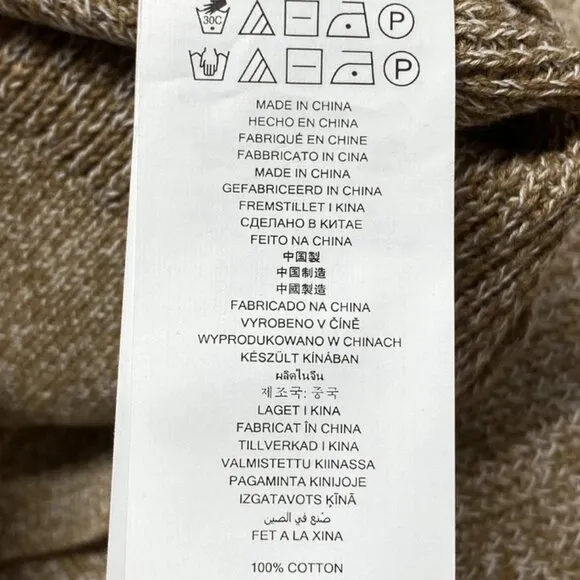 30C
P
P
MADE IN CHINA
HECHO EN CHINA
FABRIQUÉ EN CHINE
FABBRICATO IN CINA
MADE IN CHINA
GEFABRICEERD IN CHINA
FREMSTILLET I KINA
СДЕЛАНО В КИТАЕ
FEITO NA CHINA
中国製
中国制造
中國製造
FABRICADO NA CHINA
VYROBENO V ČÍNĚ
WYPRODUKOWANO W CHINACH
KÉSZÜLT KÍNÁBAN
ผลิตในจีน
제조국: 중국
LAGET I KINA
FABRICAT ÎN CHINA
TILLVERKAD I KINA
VALMISTETTU KIINASSA
PAGAMINTA KINIJOJE
IZGATAVOTS ĶĪNĀ
صنع في الصين
FET A LA XINA
100% COTTON